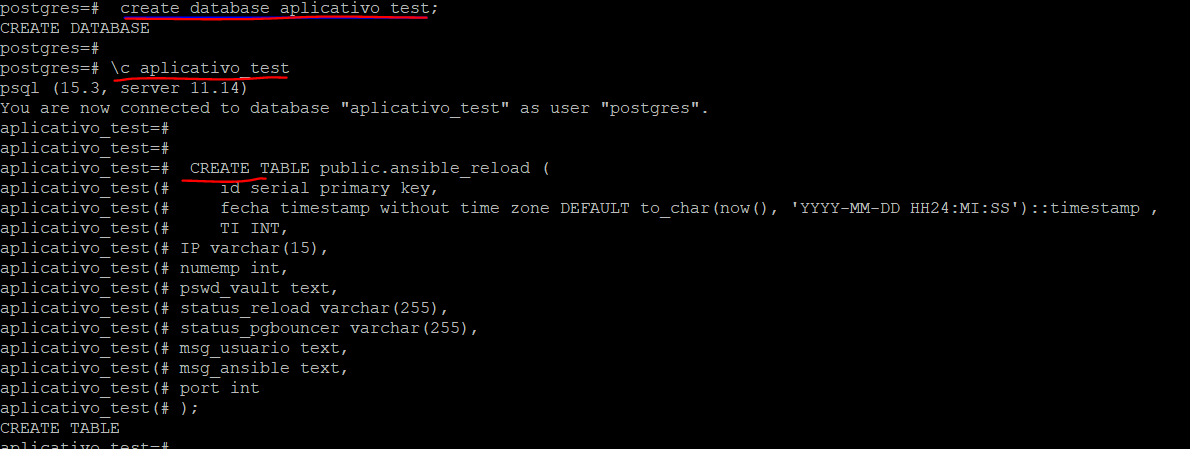 postgres=#  create database aplicativo_test;
CREATE DATABASE
postgres=#
postgres=# \c aplicativo_test
psql (15.3, server 11.14)
You are now connected to database "aplicativo_test" as user "postgres".
aplicativo_test=#
aplicativo_test=#
aplicativo_test=#  CREATE TABLE public.ansible_reload (
aplicativo_test(#     id serial primary key,
aplicativo_test(#     fecha timestamp without time zone DEFAULT to_char(now(), 'YYYY-MM-DD HH24:MI:SS')::timestamp ,
aplicativo_test(#     TI INT,
aplicativo_test(# IP varchar(15),
aplicativo_test(# numemp int,
aplicativo_test(# pswd_vault text,
aplicativo_test(# status_reload varchar(255),
aplicativo_test(# status_pgbouncer varchar(255),
aplicativo_test(# msg_usuario text,
aplicativo_test(# msg_ansible text,
aplicativo_test(# port int
aplicativo_test(# );
CREATE TABLE
aplicativo_test=#